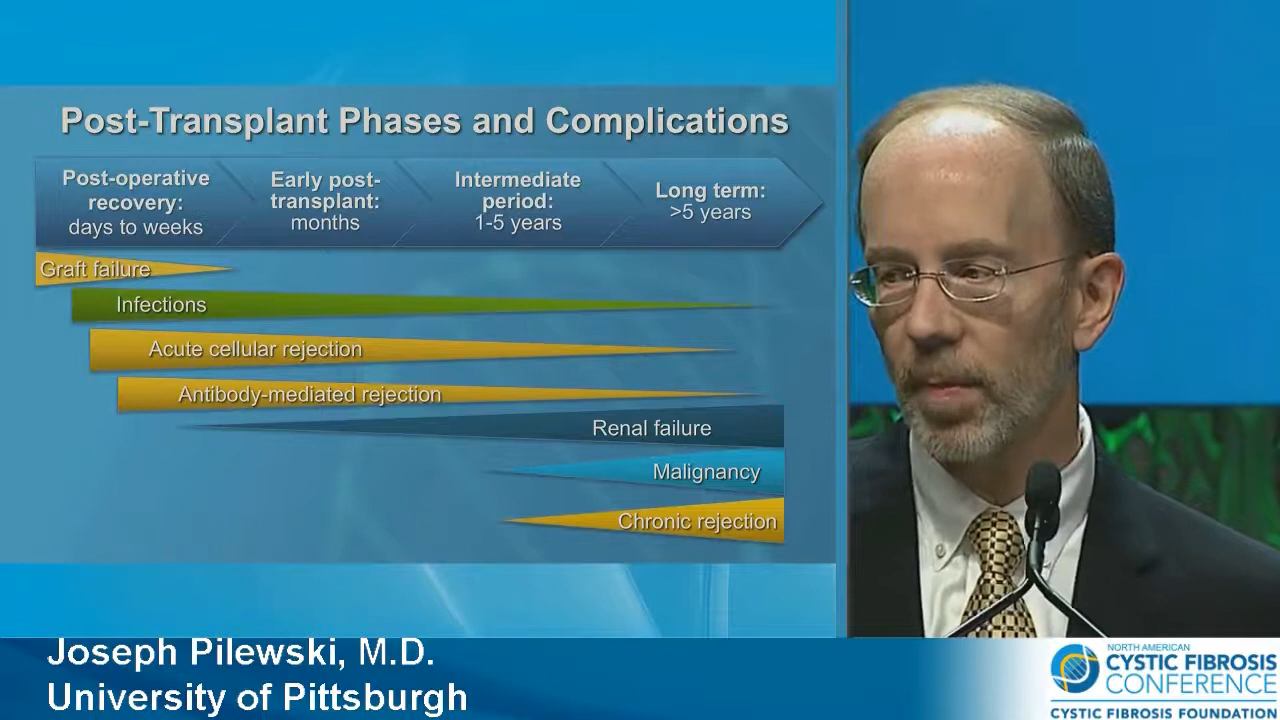 Post-Transplant Phases and Complications
Post-operative
recovery:
days to weeks
Early post-
transplant:
months
Intermediate
period:
1-5 years
Long term:
>5 years
Graft failure
Infections
Acute cellular rejection
Antibody-mediated rejection
Renal failure
Malignancy
Chronic rejection
Joseph Pilewski, M.D.
University of Pittsburgh
NORTH AMERICAN
CYSTIC FIBROSIS
CONFERENCE
CYSTIC FIBROSIS FOUNDATION